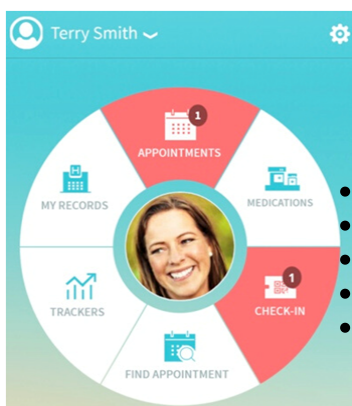 Terry Smith
1
APPOINTMENTS
MY RECORDS
MEDICATIONS
1
TRACKERS
CHECK-IN
FIND APPOINTMENT